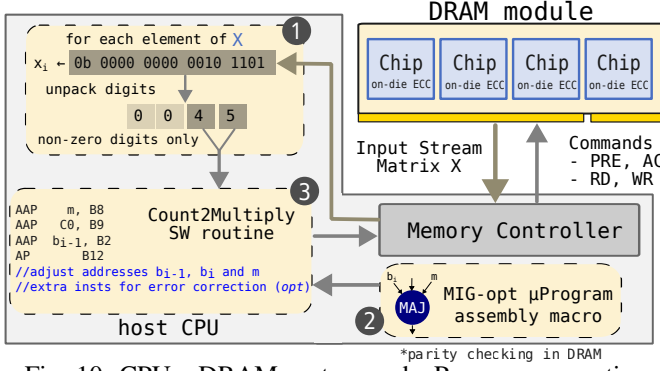 for each element of X
1
xᵢ ← 0b 0000 0000 0010 1101
unpack digits
0 0 4 5
non-zero digits only
DRAM module
Chip
on-die ECC
Chip
on-die ECC
Chip
on-die ECC
Chip
on-die ECC
Input Stream
Matrix X
Commands
- PRE, AC
- RD, WR
3
AAP m, B8
AAP C0, B9
AAP bᵢ₋₁, B2
AP B12
//adjust addresses bᵢ₋₁, bᵢ and m
//extra insts for error correction (opt)
Count2Multiply
SW routine
Memory Controller
bᵢ m
MAJ
2
MIG-opt μProgram
assembly macro
host CPU
*parity checking in DRAM